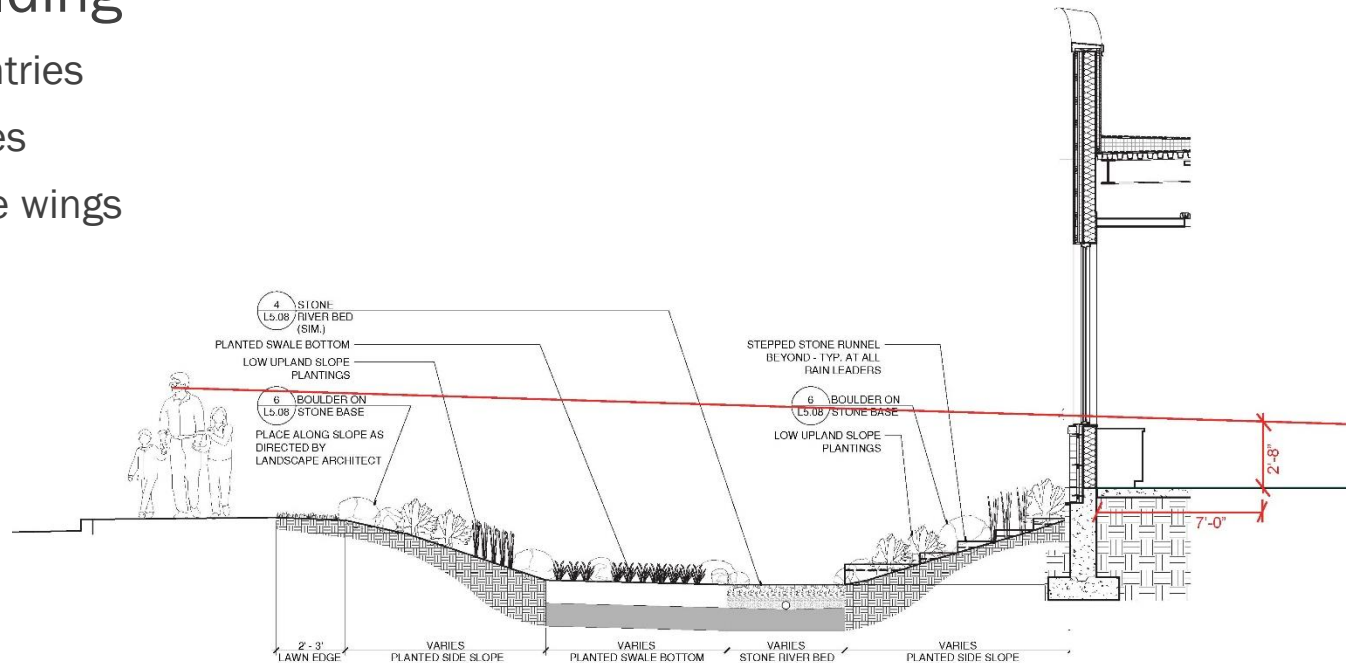 ntries
es
e wings
4 STONE
L5.08 RIVER BED
(SIM.)
PLANTED SWALE BOTTOM
LOW UPLAND SLOPE
PLANTINGS
6 BOULDER ON
L5.08 STONE BASE
PLACE ALONG SLOPE AS
DIRECTED BY
LANDSCAPE ARCHITECT
STEPPED STONE RUNNEL
BEYOND - TYP. AT ALL
RAIN LEADERS
6 BOULDER ON
L5.08 STONE BASE
LOW UPLAND SLOPE
PLANTINGS
2'-8"
7'-0"
2' - 3'
LAWN EDGE
VARIES
PLANTED SIDE SLOPE
VARIES
PLANTED SWALE BOTTOM
VARIES
STONE RIVER BED
VARIES
PLANTED SIDE SLOPE